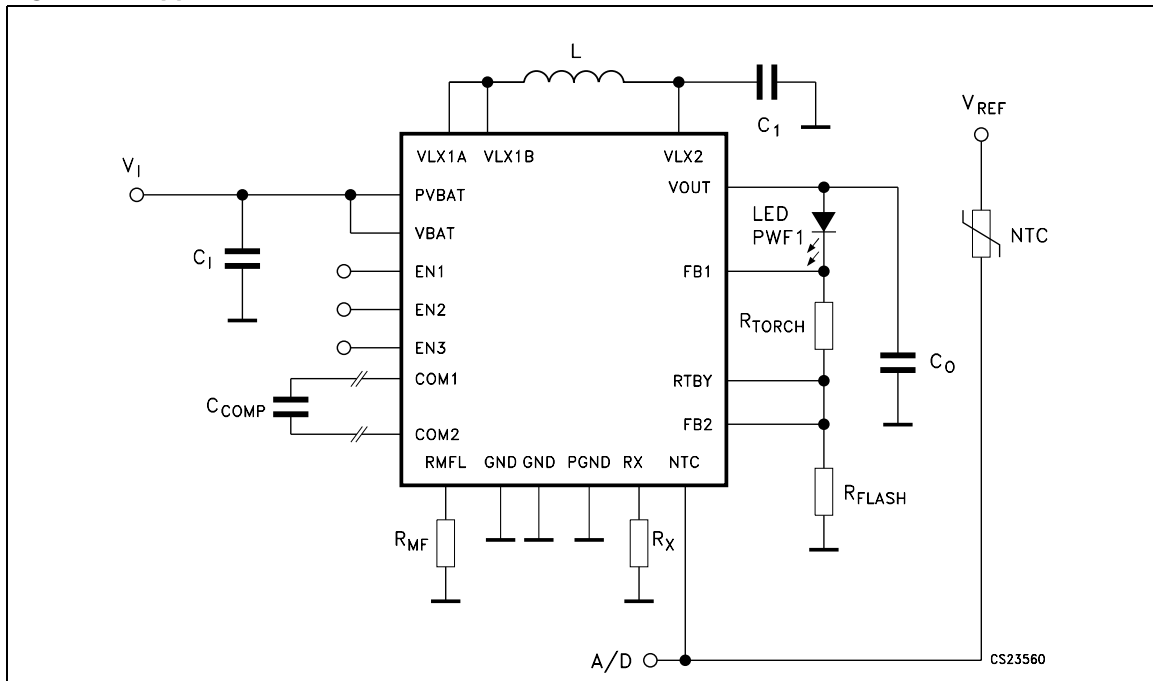 L
C1
VREF
VLX1A VLX1B VLX2
VI
PVBAT
VOUT
LED
PWF1
NTC
VBAT
CI
EN1
FB1
EN2
RTORCH
EN3
CO
COM1
RTBY
CCOMP
COM2
FB2
RMFL GND GND PGND RX NTC
RFLASH
RMF
RX
A/D
CS23560